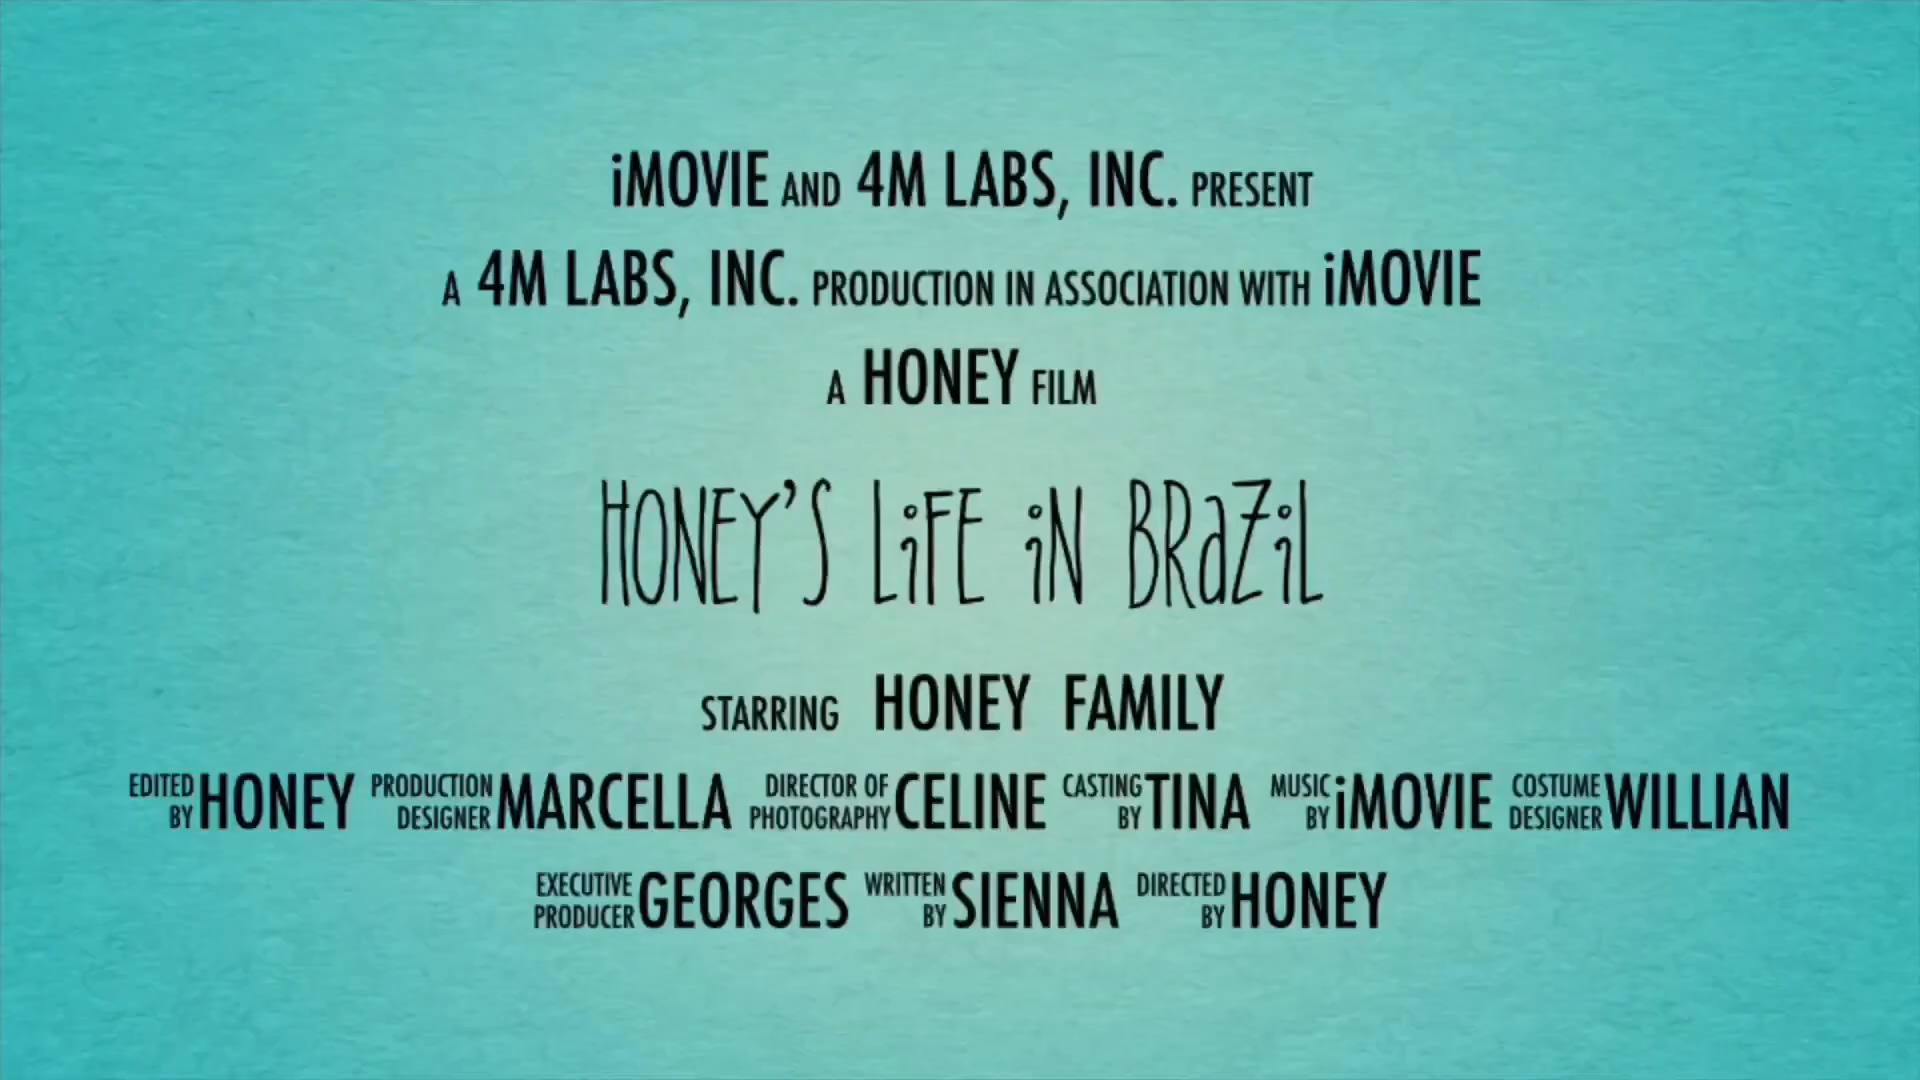 iMOVIE AND 4M LABS, INC. PRESENT
A 4M LABS, INC. PRODUCTION IN ASSOCIATION WITH iMOVIE
A HONEY FILM
HONEY'S LiFE iN BRaZiL
STARRING HONEY FAMILY
EDITED BY HONEY PRODUCTION DESIGNER MARCELLA DIRECTOR OF PHOTOGRAPHY CELINE CASTING BY TINA MUSIC BY iMOVIE COSTUME DESIGNER WILLIAN
EXECUTIVE PRODUCER GEORGES WRITTEN BY SIENNA DIRECTED BY HONEY